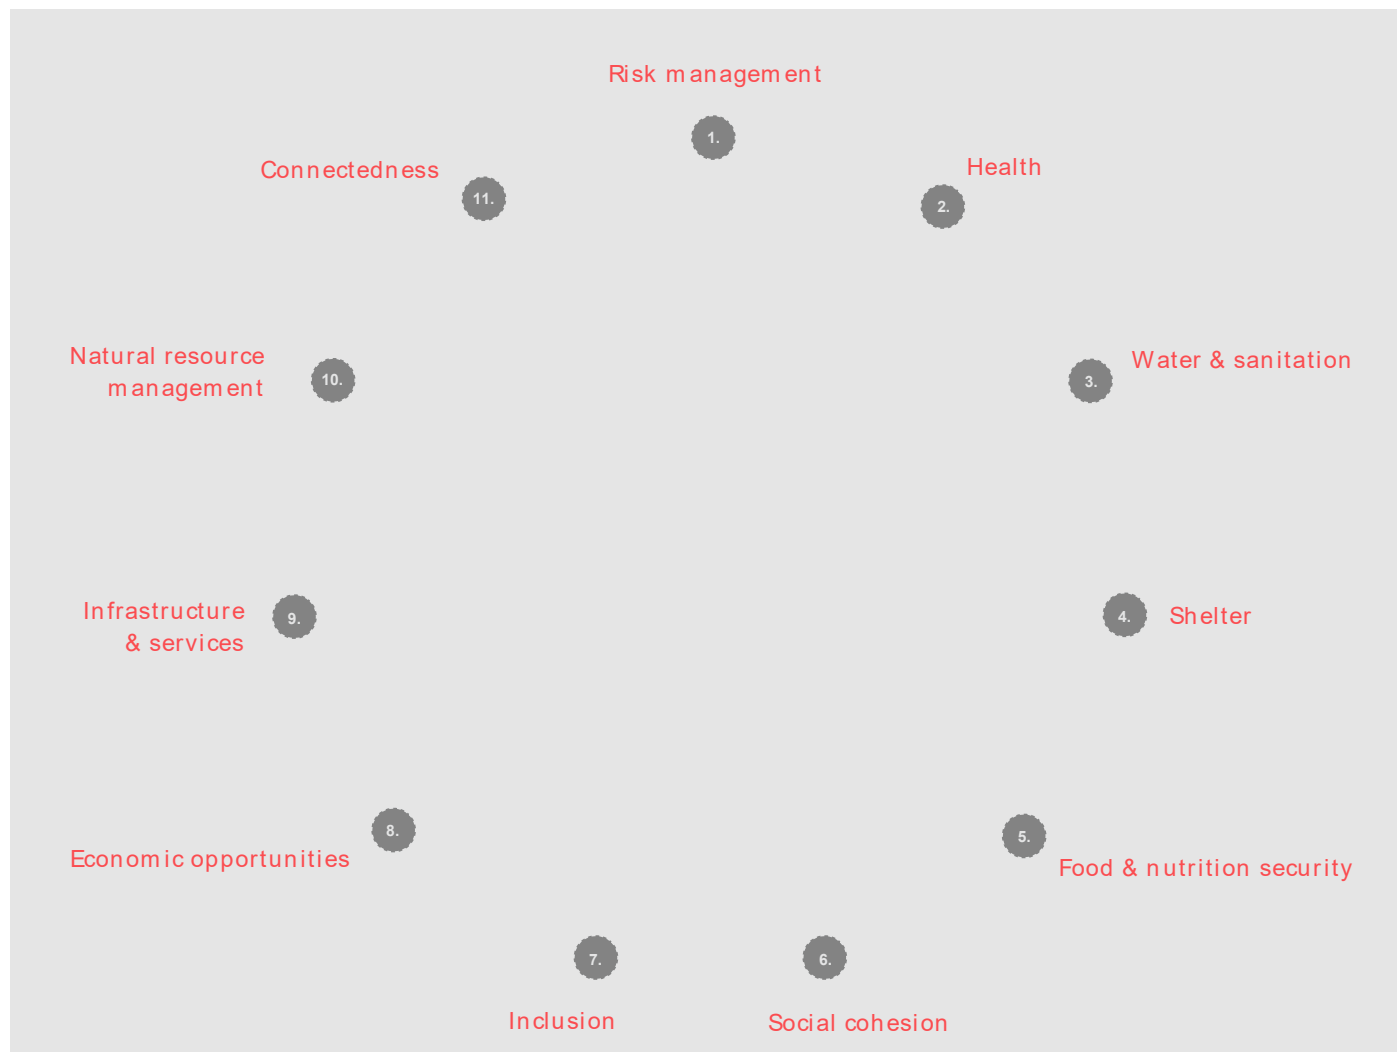 Risk management
1.
Health
2.
Water & sanitation
3.
Shelter
4.
Food & nutrition security
5.
Social cohesion
6.
Inclusion
7.
Economic opportunities
8.
Infrastructure
& services
9.
Natural resource
management
10.
Connectedness
11.